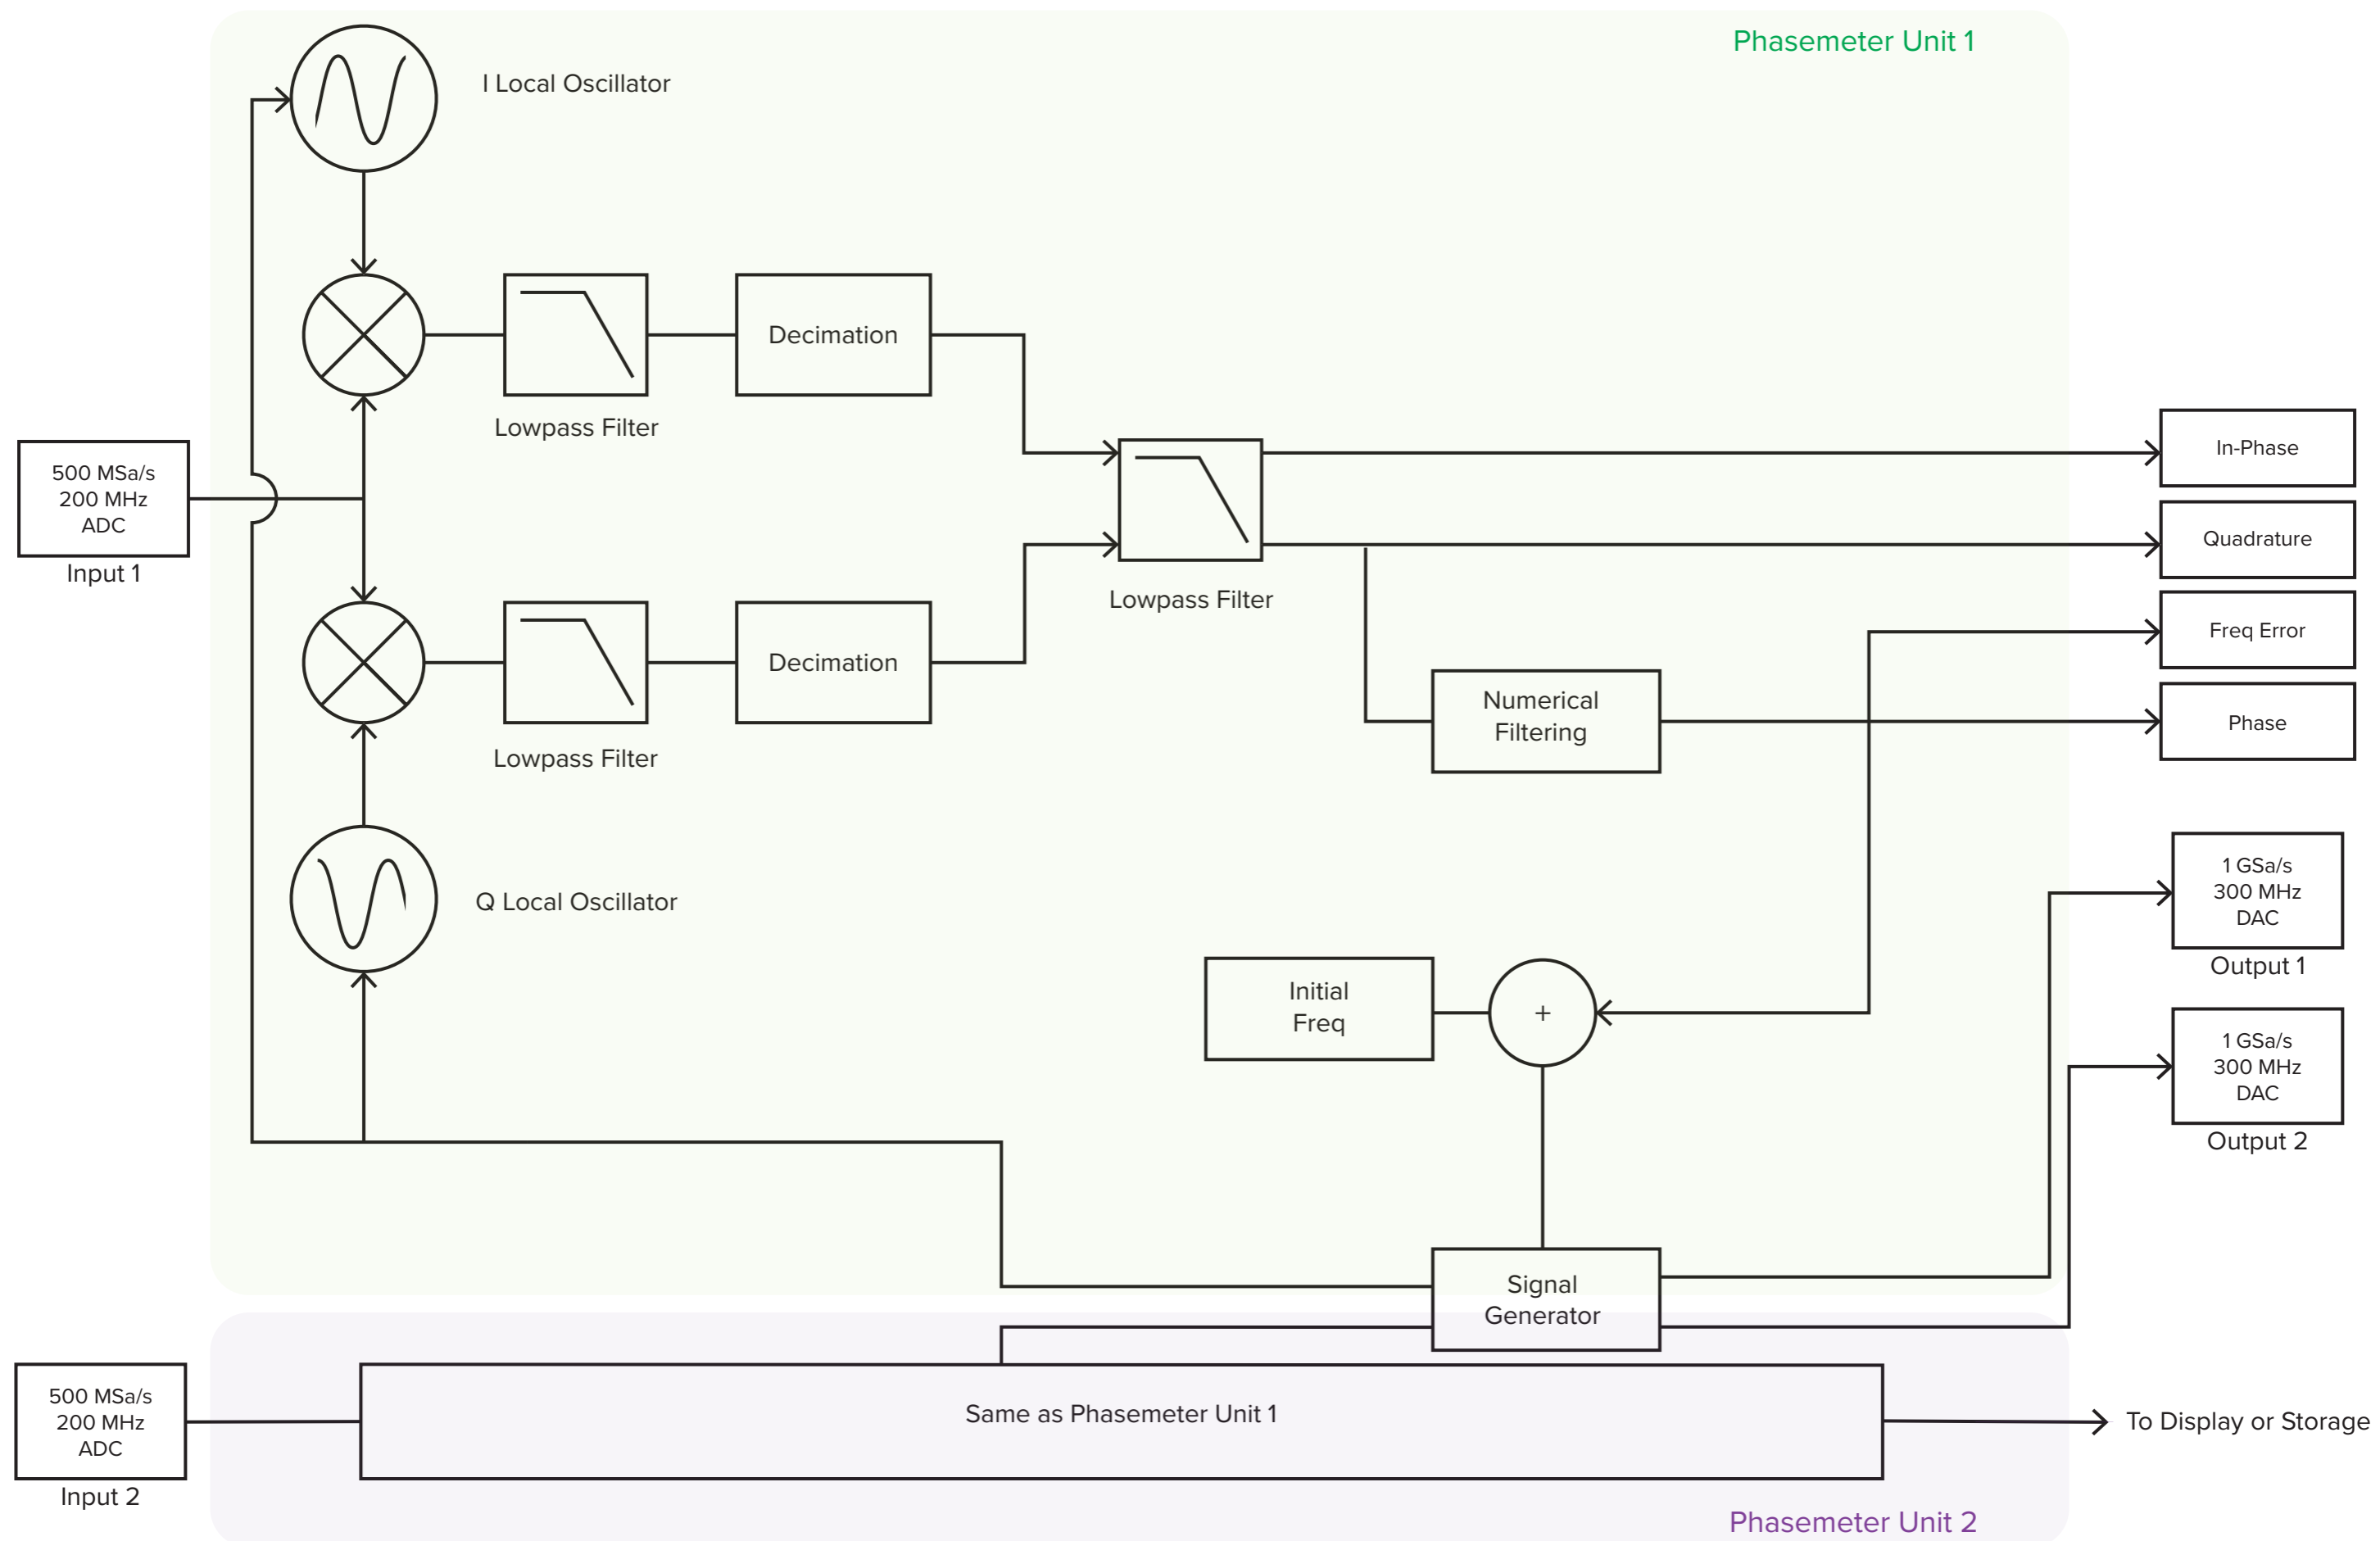 Phasemeter Unit 1
I Local Oscillator
Decimation
Lowpass Filter
500 MSa/s
200 MHz
ADC
Input 1
Lowpass Filter
In-Phase
Quadrature
Freq Error
Phase
Decimation
Lowpass Filter
Numerical
Filtering
Q Local Oscillator
1 GSa/s
300 MHz
DAC
Output 1
Initial
Freq
+
1 GSa/s
300 MHz
DAC
Output 2
Signal
Generator
500 MSa/s
200 MHz
ADC
Input 2
Same as Phasemeter Unit 1
To Display or Storage
Phasemeter Unit 2